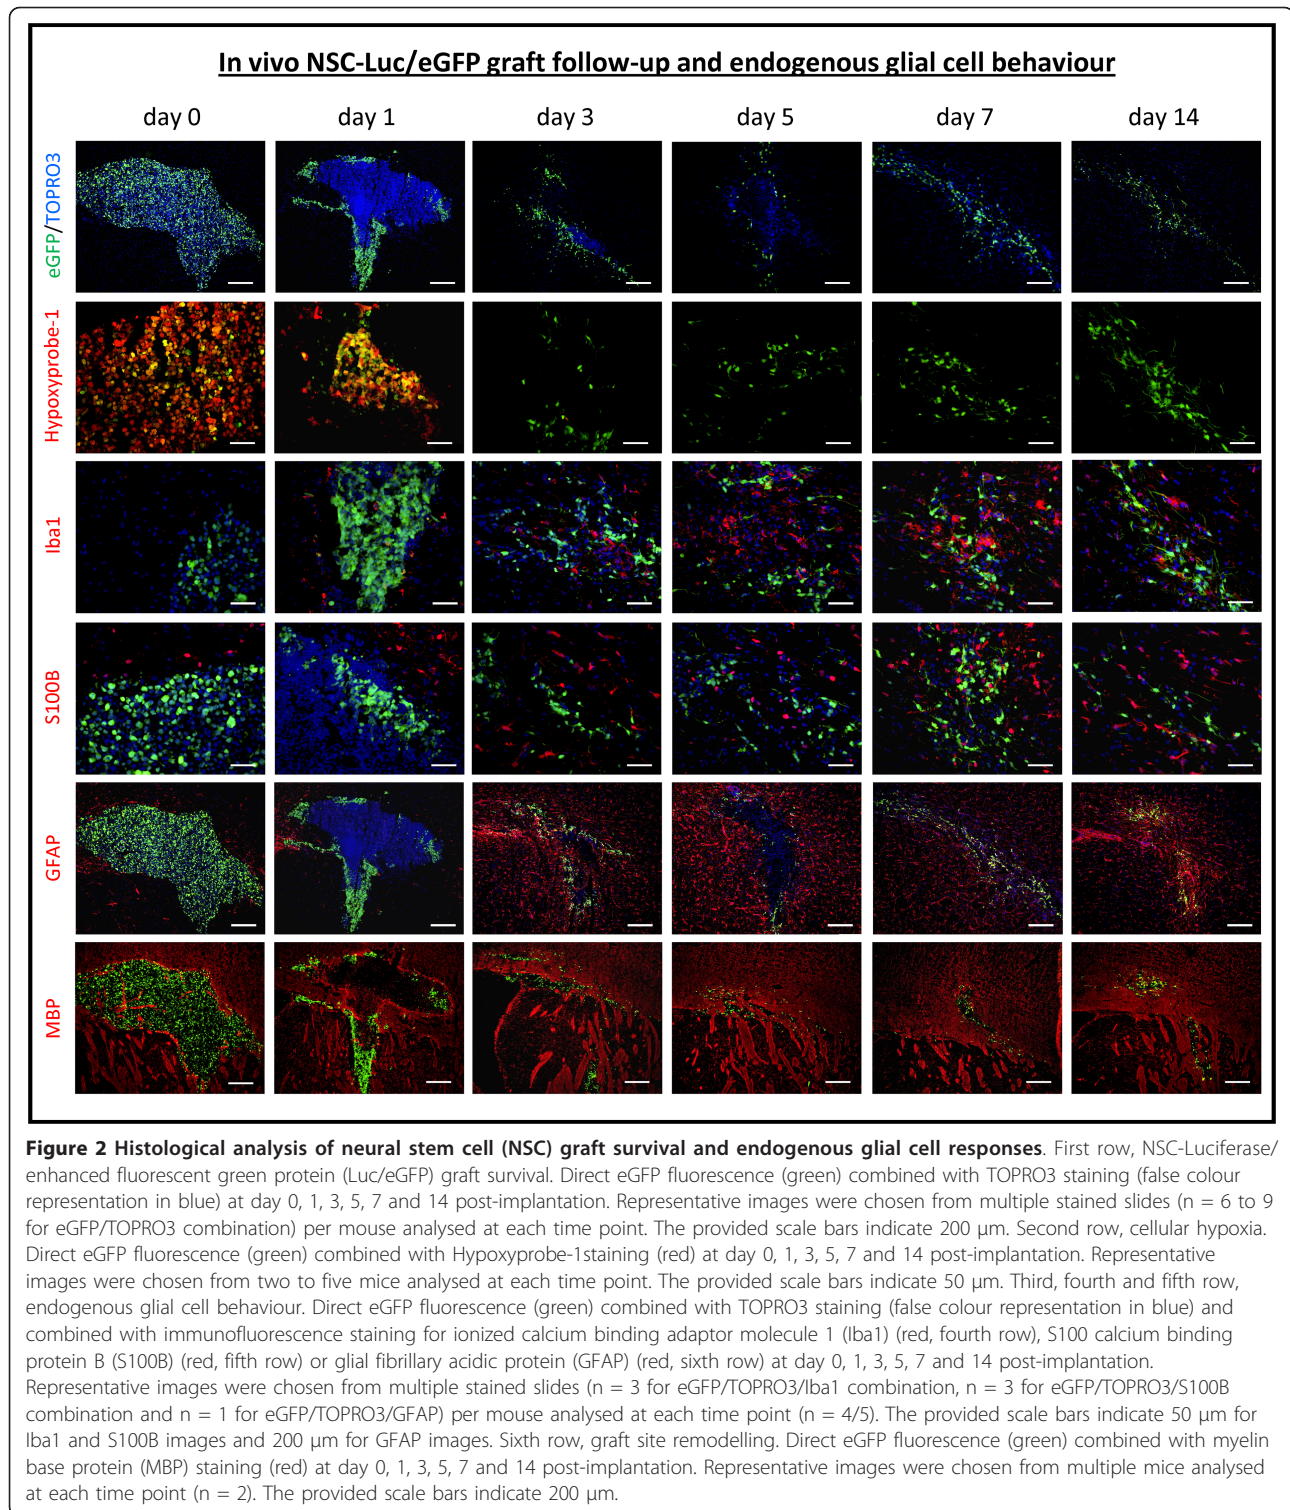 In vivo NSC-Luc/eGFP graft follow-up and endogenous glial cell behaviour
day 0 day 1 day 3 day 5 day 7 day 14
eGFP/TOPRO3
Hypoxyprobe-1
Iba1
S100B
GFAP
MBP
Figure 2 Histological analysis of neural stem cell (NSC) graft survival and endogenous glial cell responses. First row, NSC-Luciferase/
enhanced fluorescent green protein (Luc/eGFP) graft survival. Direct eGFP fluorescence (green) combined with TOPRO3 staining (false colour
representation in blue) at day 0, 1, 3, 5, 7 and 14 post-implantation. Representative images were chosen from multiple stained slides (n = 6 to 9
for eGFP/TOPRO3 combination) per mouse analysed at each time point. The provided scale bars indicate 200 μm. Second row, cellular hypoxia.
Direct eGFP fluorescence (green) combined with Hypoxyprobe-1staining (red) at day 0, 1, 3, 5, 7 and 14 post-implantation. Representative
images were chosen from two to five mice analysed at each time point. The provided scale bars indicate 50 μm. Third, fourth and fifth row,
endogenous glial cell behaviour. Direct eGFP fluorescence (green) combined with TOPRO3 staining (false colour representation in blue) and
combined with immunofluorescence staining for ionized calcium binding adaptor molecule 1 (Iba1) (red, fourth row), S100 calcium binding
protein B (S100B) (red, fifth row) or glial fibrillary acidic protein (GFAP) (red, sixth row) at day 0, 1, 3, 5, 7 and 14 post-implantation.
Representative images were chosen from multiple stained slides (n = 3 for eGFP/TOPRO3/Iba1 combination, n = 3 for eGFP/TOPRO3/S100B
combination and n = 1 for eGFP/TOPRO3/GFAP) per mouse analysed at each time point (n = 4/5). The provided scale bars indicate 50 μm for
Iba1 and S100B images and 200 μm for GFAP images. Sixth row, graft site remodelling. Direct eGFP fluorescence (green) combined with myelin
base protein (MBP) staining (red) at day 0, 1, 3, 5, 7 and 14 post-implantation. Representative images were chosen from multiple mice analysed
at each time point (n = 2). The provided scale bars indicate 200 μm.